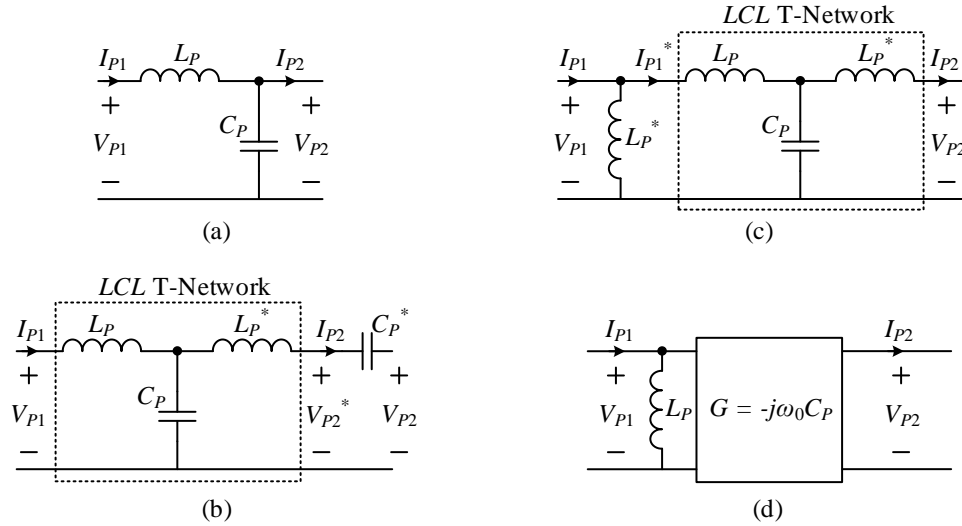 L_P
I_{P1}
I_{P2}
+
+
C_P
V_{P1}
V_{P2}
−
−
(a)
LCL T-Network
I_{P1}
I_{P1}^*
L_P
L_P^*
I_{P2}
+
+
V_{P1}
L_P^*
C_P
V_{P2}
−
−
(c)
LCL T-Network
I_{P1}
L_P
L_P^*
I_{P2}
C_P^*
+
+
+
C_P
V_{P1}
V_{P2}^*
V_{P2}
−
−
−
(b)
I_{P1}
I_{P2}
+
+
V_{P1}
L_P
G = -jω_0C_P
V_{P2}
−
−
(d)